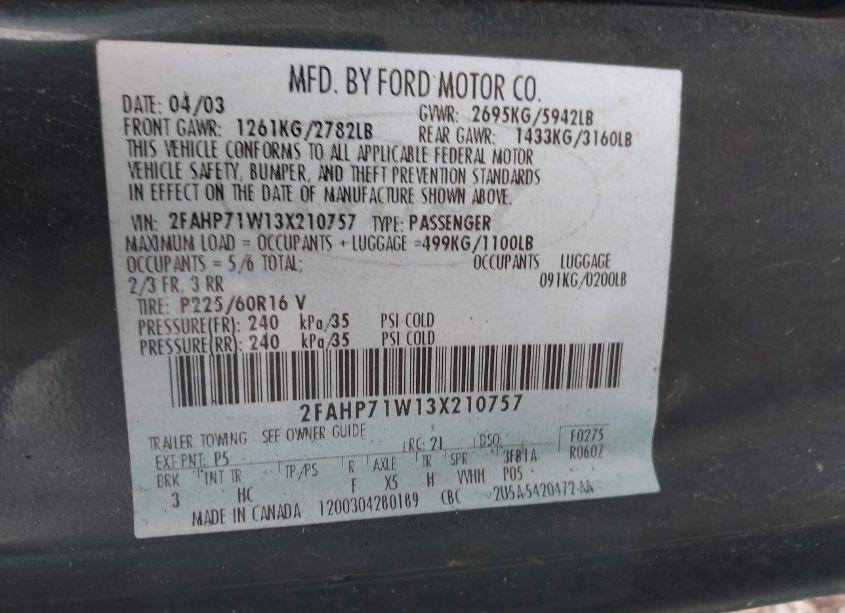 MFD. BY FORD MOTOR CO.
DATE: 04/03 GVWR: 2695KG/5942LB
FRONT GAWR: 1261KG/2782LB REAR GAWR: 1433KG/3160LB
THIS VEHICLE CONFORMS TO ALL APPLICABLE FEDERAL MOTOR
VEHICLE SAFETY, BUMPER, AND THEFT PREVENTION STANDARDS
IN EFFECT ON THE DATE OF MANUFACTURE SHOWN ABOVE.
VIN: 2FAHP71W13X210757 TYPE: PASSENGER
MAXIMUM LOAD = OCCUPANTS + LUGGAGE =499KG/1100LB
OCCUPANTS = 5/6 TOTAL; OCCUPANTS LUGGAGE
2/3 FR, 3 RR 091KG/0200LB
TIRE: P225/60R16 V
PRESSURE(FR): 240 kPa/35 PSI COLD
PRESSURE(RR): 240 kPa/35 PSI COLD
2FAHP71W13X210757
TRAILER TOWING SEE OWNER GUIDE
EXT PNT: P5 RC: 21 DSO: F0275
BRK INT TR TP/PS R AXLE TR SPR 3FB1A R0602
3 HC F X5 H VVHH P05
MADE IN CANADA 1200304280189 CBC V2U5A-5420472-AA